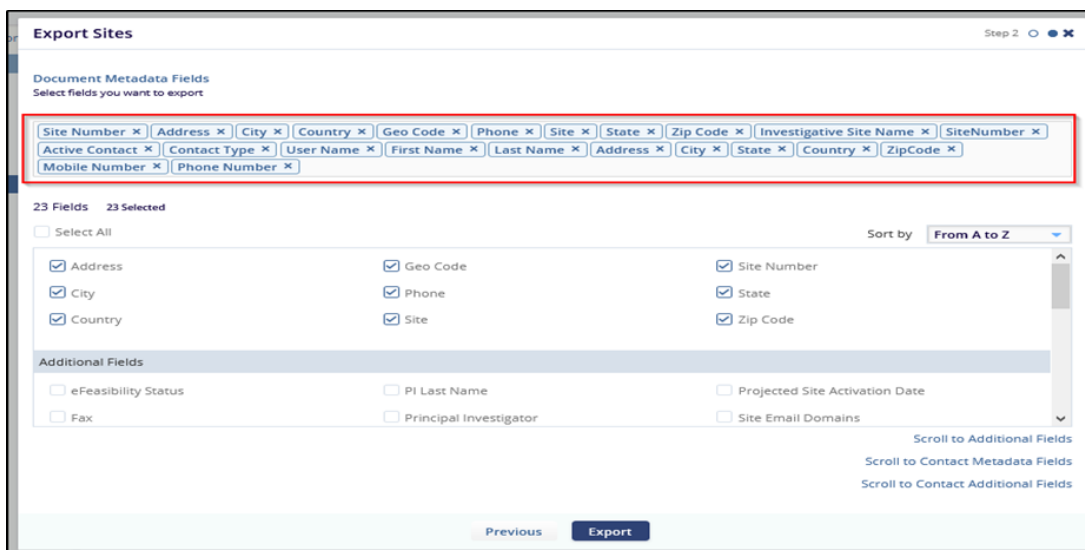 or
Export Sites Step 2
Document Metadata Fields
Select fields you want to export
Site Number × Address × City × Country × Geo Code × Phone × Site × State × Zip Code × Investigative Site Name × SiteNumber ×
Active Contact × Contact Type × User Name × First Name × Last Name × Address × City × State × Country × ZipCode ×
Mobile Number × Phone Number ×
23 Fields 23 Selected
Select All Sort by From A to Z
Address Geo Code Site Number
City Phone State
Country Site Zip Code
Additional Fields
eFeasibility Status PI Last Name Projected Site Activation Date
Fax Principal Investigator Site Email Domains
Scroll to Additional Fields
Scroll to Contact Metadata Fields
Scroll to Contact Additional Fields
Previous Export